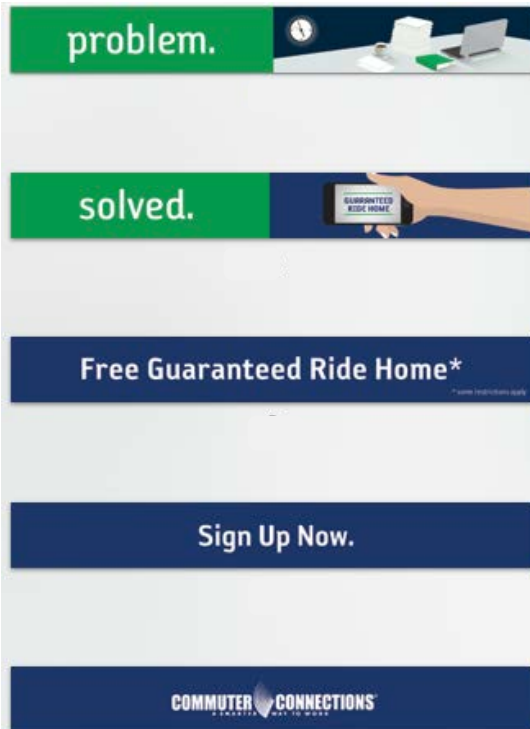 problem.
solved.
GUARANTEED
RIDE HOME
Free Guaranteed Ride Home*
* some restrictions apply
Sign Up Now.
COMMUTER CONNECTIONS
A SMARTER WAY TO WORK